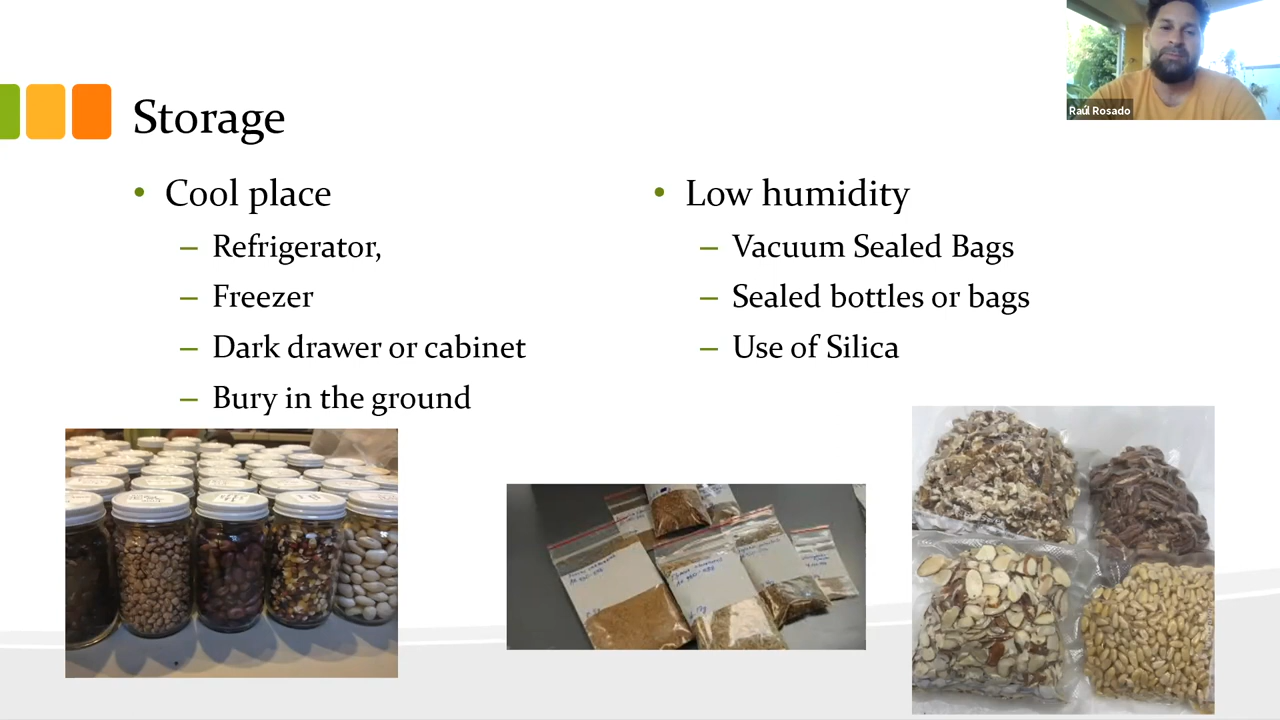 Raúl Rosado
Storage
• Cool place
– Refrigerator,
– Freezer
– Dark drawer or cabinet
– Bury in the ground
• Low humidity
– Vacuum Sealed Bags
– Sealed bottles or bags
– Use of Silica